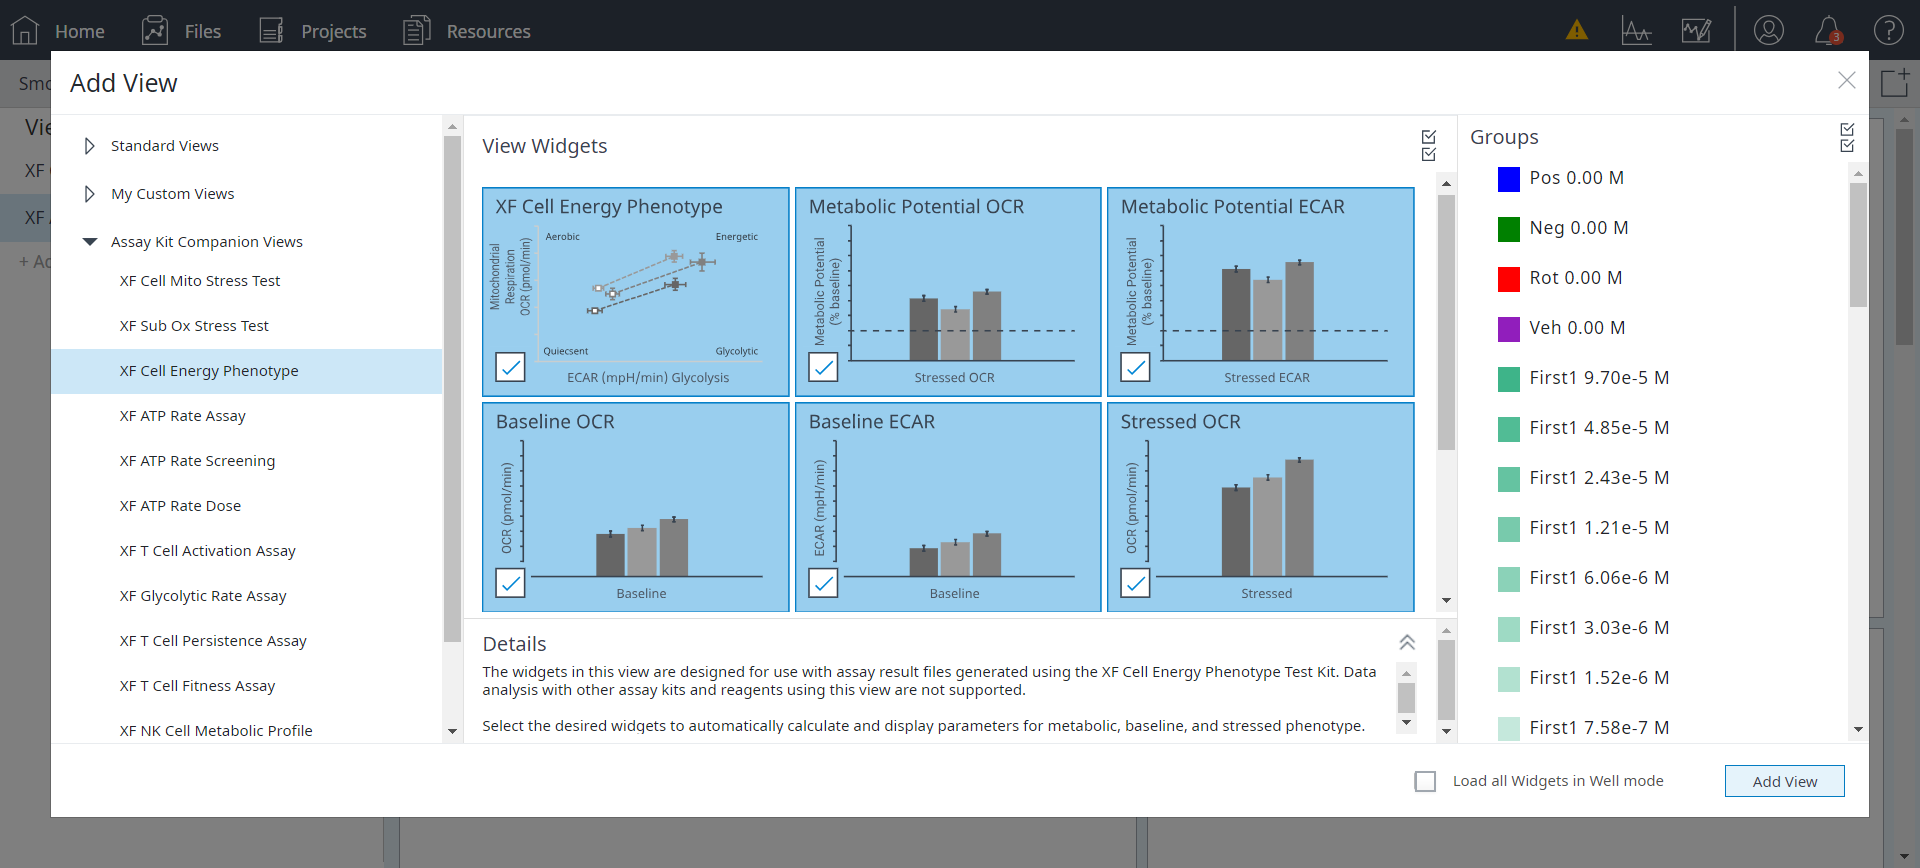 Home
Files
Projects
Resources
3
Add View
Standard Views
My Custom Views
Assay Kit Companion Views
XF Cell Mito Stress Test
XF Sub Ox Stress Test
XF Cell Energy Phenotype
XF ATP Rate Assay
XF ATP Rate Screening
XF ATP Rate Dose
XF T Cell Activation Assay
XF Glycolytic Rate Assay
XF T Cell Persistence Assay
XF T Cell Fitness Assay
XF NK Cell Metabolic Profile
View Widgets
XF Cell Energy Phenotype
Mitochondrial
Respiration
OCR (pmol/min)
Aerobic
Energetic
Quiecsent
Glycolytic
ECAR (mpH/min) Glycolysis
Metabolic Potential OCR
Metabolic Potential
(% baseline)
Stressed OCR
Metabolic Potential ECAR
Metabolic Potential
(% baseline)
Stressed ECAR
Baseline OCR
OCR (pmol/min)
Baseline
Baseline ECAR
ECAR (mpH/min)
Baseline
Stressed OCR
OCR (pmol/min)
Stressed
Details
The widgets in this view are designed for use with assay result files generated using the XF Cell Energy Phenotype Test Kit. Data
analysis with other assay kits and reagents using this view are not supported.
Select the desired widgets to automatically calculate and display parameters for metabolic, baseline, and stressed phenotype.
Groups
Pos 0.00 M
Neg 0.00 M
Rot 0.00 M
Veh 0.00 M
First1 9.70e-5 M
First1 4.85e-5 M
First1 2.43e-5 M
First1 1.21e-5 M
First1 6.06e-6 M
First1 3.03e-6 M
First1 1.52e-6 M
First1 7.58e-7 M
Load all Widgets in Well mode
Add View